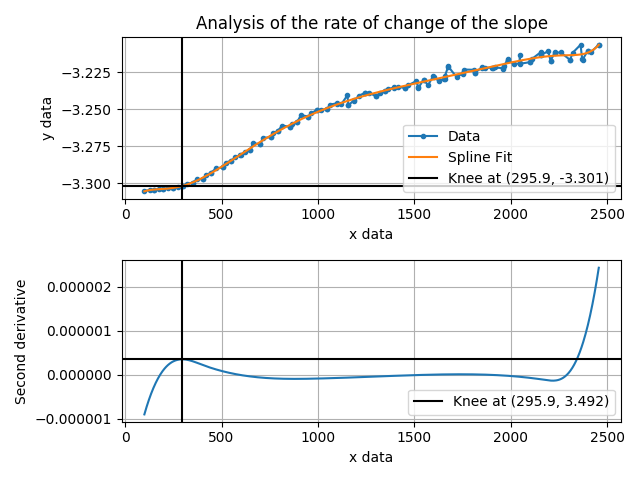 Analysis of the rate of change of the slope
−3.225
−3.250
−3.275
−3.300
y data
Data
Spline Fit
Knee at (295.9, -3.301)
0 500 1000 1500 2000 2500
x data
0.000002
0.000001
0.000000
−0.000001
Second derivative
Knee at (295.9, 3.492)
0 500 1000 1500 2000 2500
x data